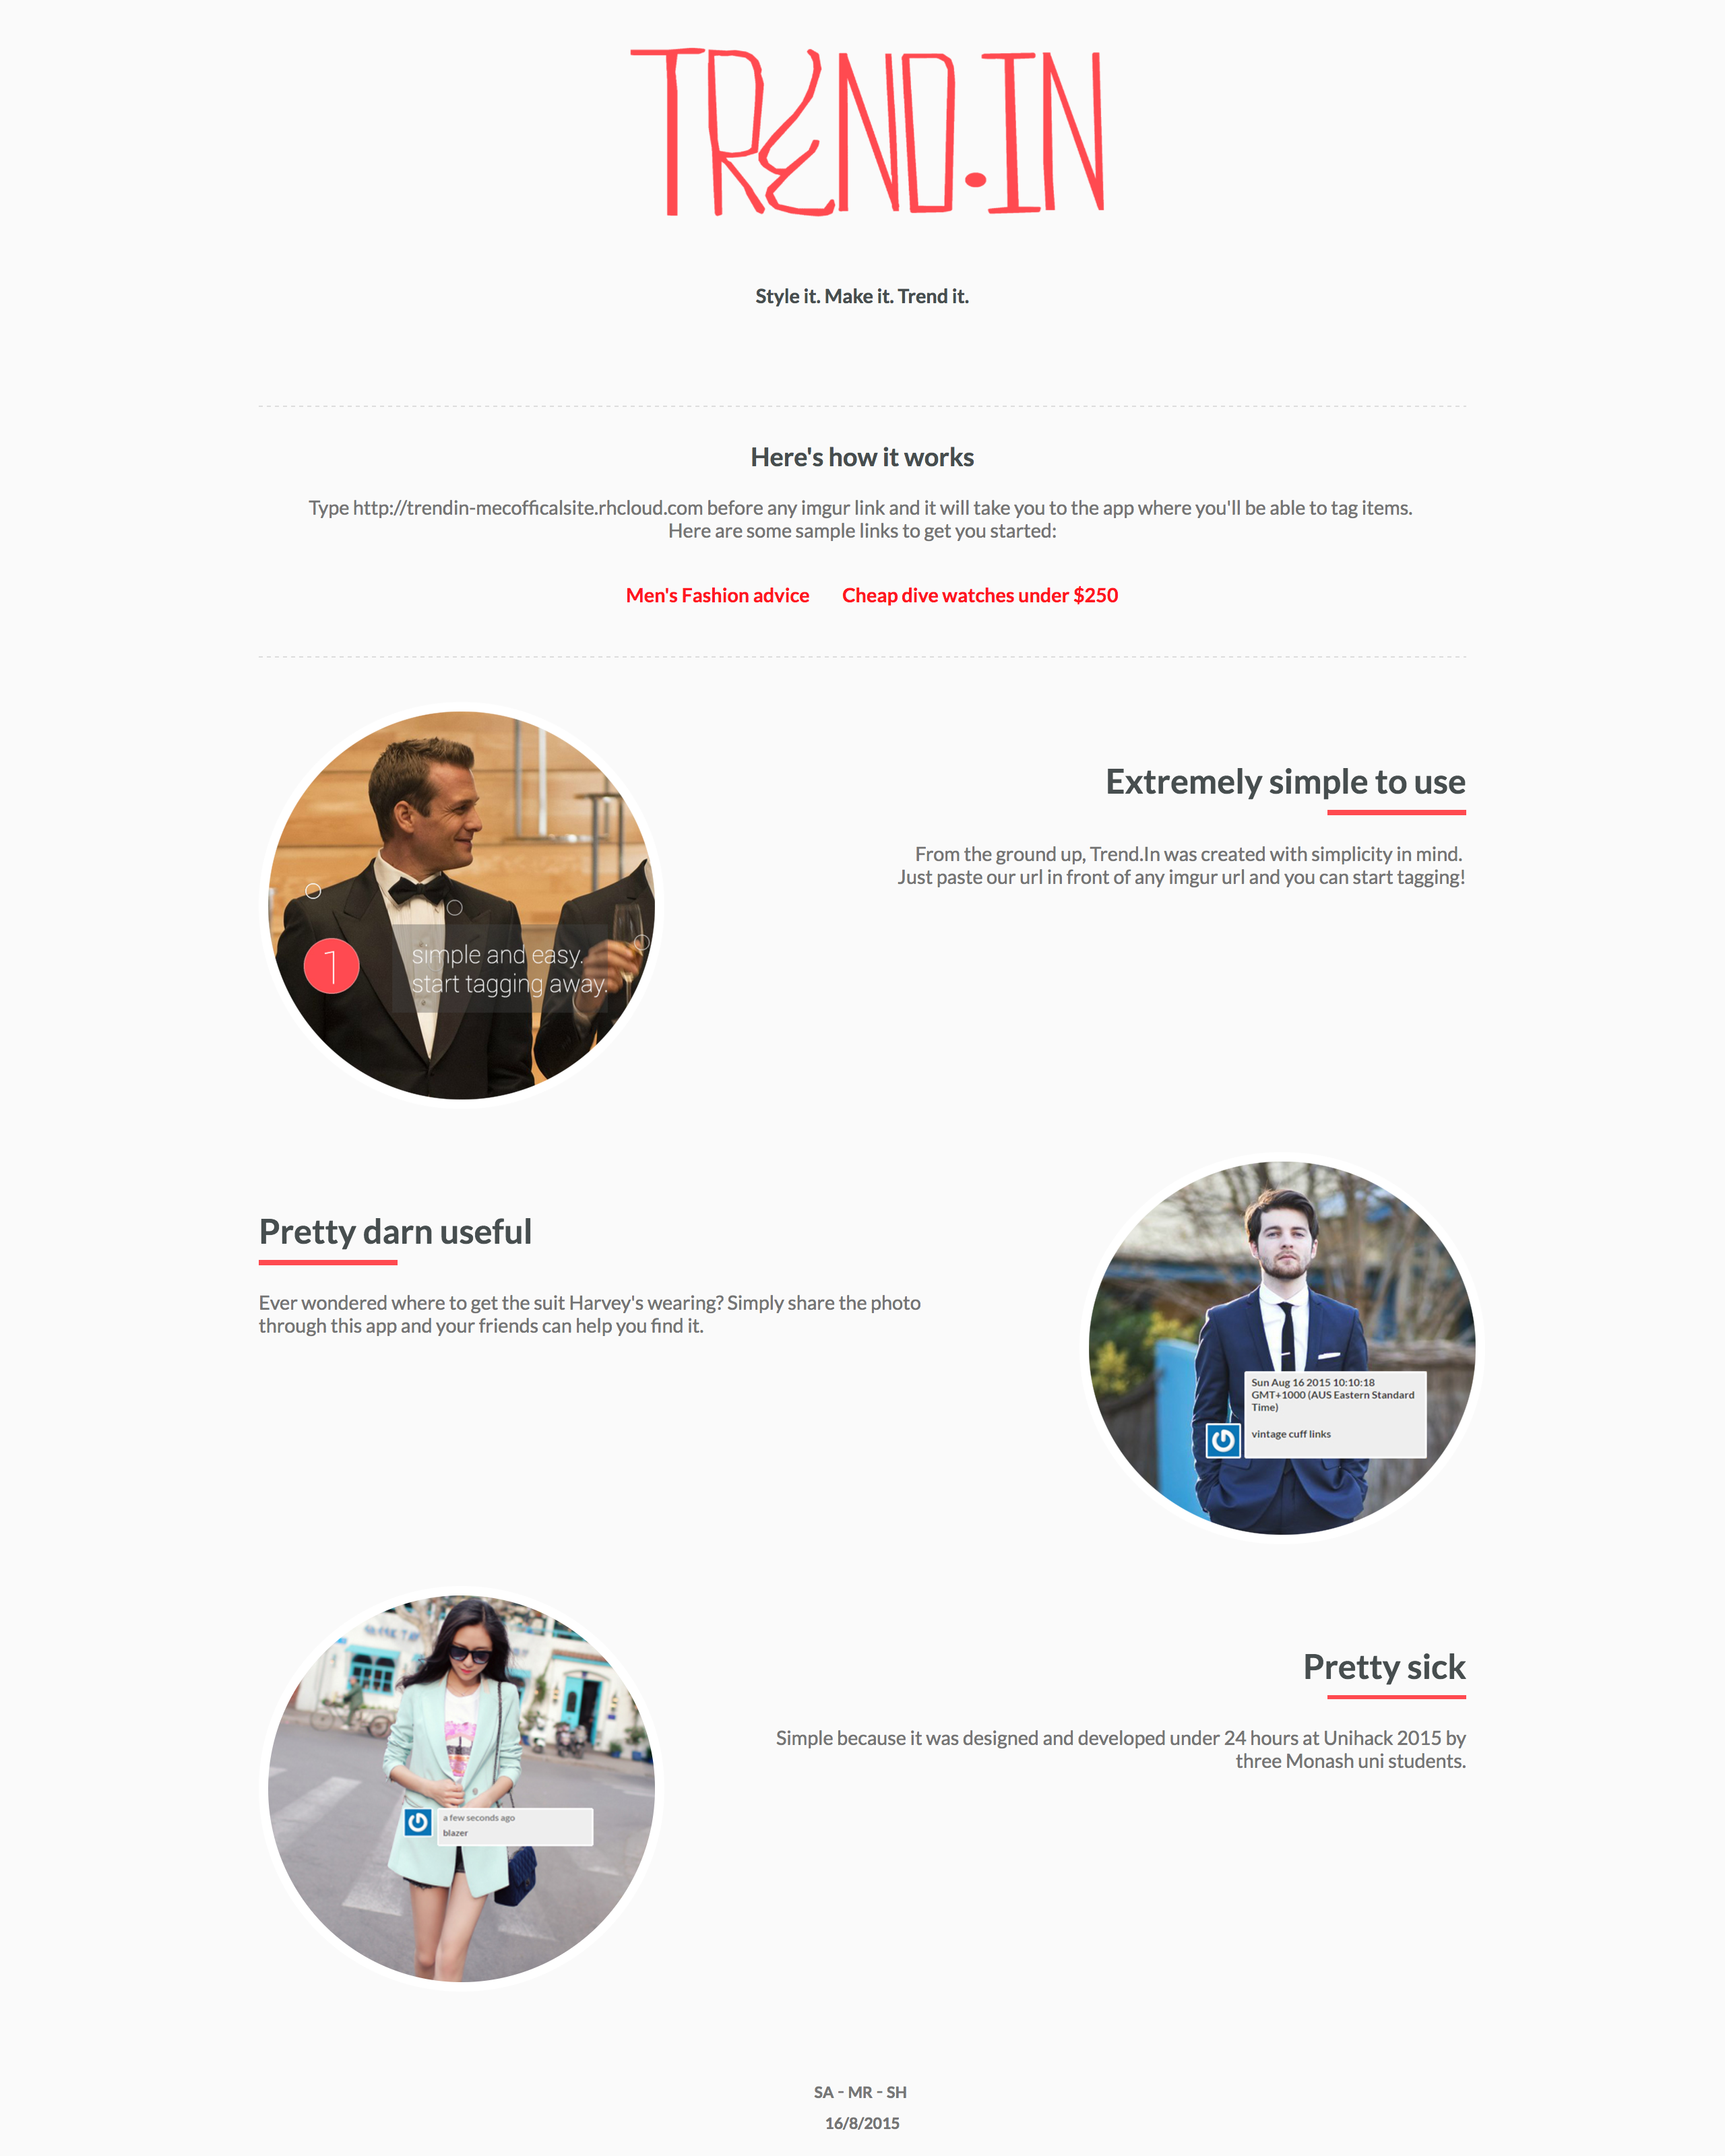 TREND.IN
Style it. Make it. Trend it.
Here's how it works
Type http://trendin-mecofficalsite.rhcloud.com before any imgur link and it will take you to the app where you'll be able to tag items.
Here are some sample links to get you started:
Men's Fashion advice Cheap dive watches under $250
1
simple and easy.
start tagging away.
Extremely simple to use
From the ground up, Trend.In was created with simplicity in mind.
Just paste our url in front of any imgur url and you can start tagging!
Pretty darn useful
Ever wondered where to get the suit Harvey's wearing? Simply share the photo
through this app and your friends can help you find it.
Sun Aug 16 2015 10:10:18
GMT+1000 (AUS Eastern Standard
Time)
vintage cuff links
a few seconds ago
blazer
Pretty sick
Simple because it was designed and developed under 24 hours at Unihack 2015 by
three Monash uni students.
SA - MR - SH
16/8/2015